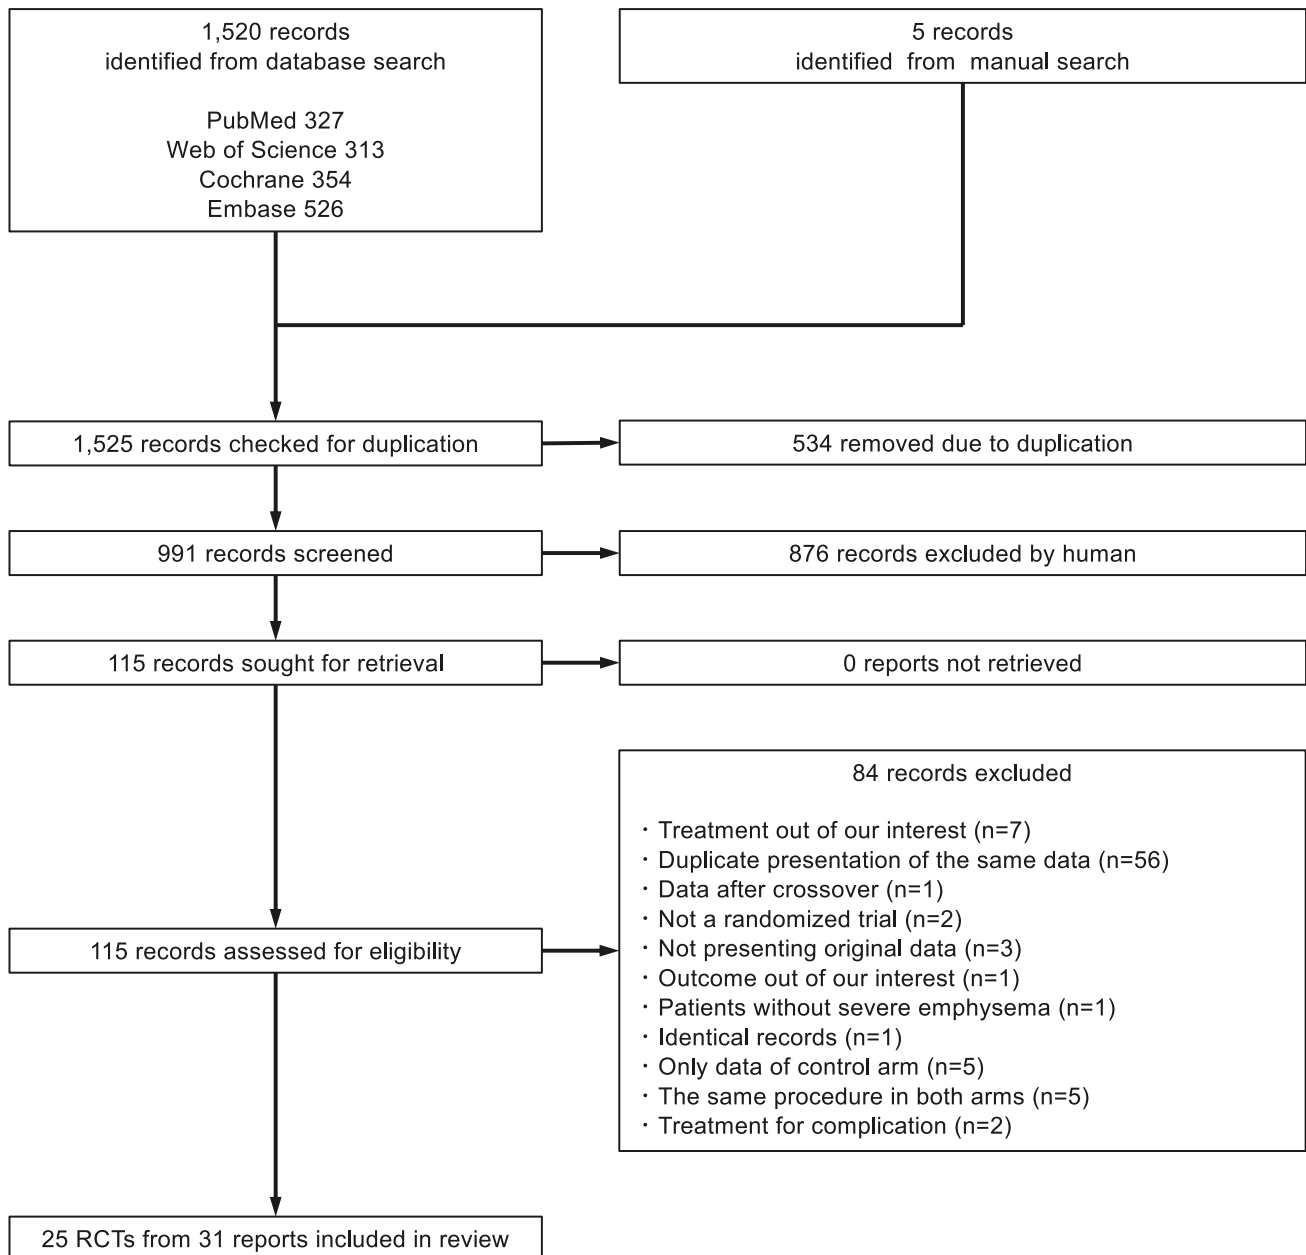 1,520 records
identified from database search
PubMed 327
Web of Science 313
Cochrane 354
Embase 526
5 records
identified from manual search
1,525 records checked for duplication
534 removed due to duplication
991 records screened
876 records excluded by human
115 records sought for retrieval
0 reports not retrieved
115 records assessed for eligibility
84 records excluded
・Treatment out of our interest (n=7)
・Duplicate presentation of the same data (n=56)
・Data after crossover (n=1)
・Not a randomized trial (n=2)
・Not presenting original data (n=3)
・Outcome out of our interest (n=1)
・Patients without severe emphysema (n=1)
・Identical records (n=1)
・Only data of control arm (n=5)
・The same procedure in both arms (n=5)
・Treatment for complication (n=2)
25 RCTs from 31 reports included in review